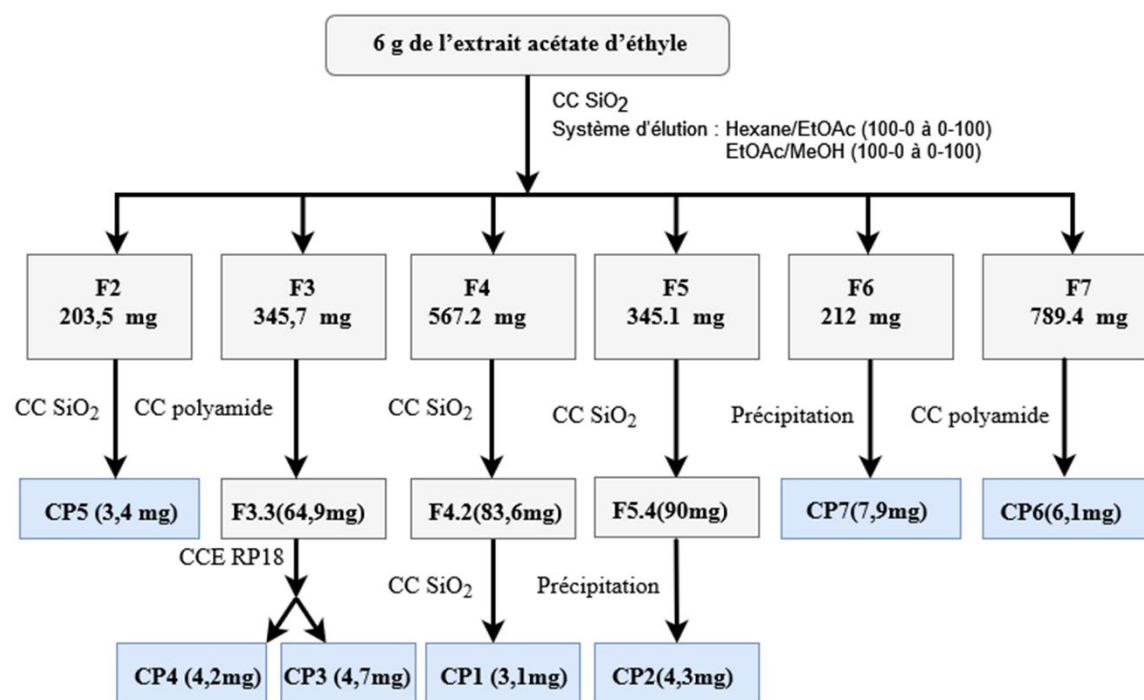 6 g de l’extrait acétate d’éthyle
CC SiO2
Système d'élution : Hexane/EtOAc (100-0 à 0-100)
EtOAc/MeOH (100-0 à 0-100)
F2
203,5 mg
F3
345,7 mg
F4
567.2 mg
F5
345.1 mg
F6
212 mg
F7
789.4 mg
CC SiO2
CC polyamide
CC SiO2
CC SiO2
Précipitation
CC polyamide
CP5 (3,4 mg)
F3.3(64,9mg)
F4.2(83,6mg)
F5.4(90mg)
CP7(7,9mg)
CP6(6,1mg)
CCE RP18
CC SiO2
Précipitation
CP4 (4,2mg)
CP3 (4,7mg)
CP1 (3,1mg)
CP2(4,3mg)